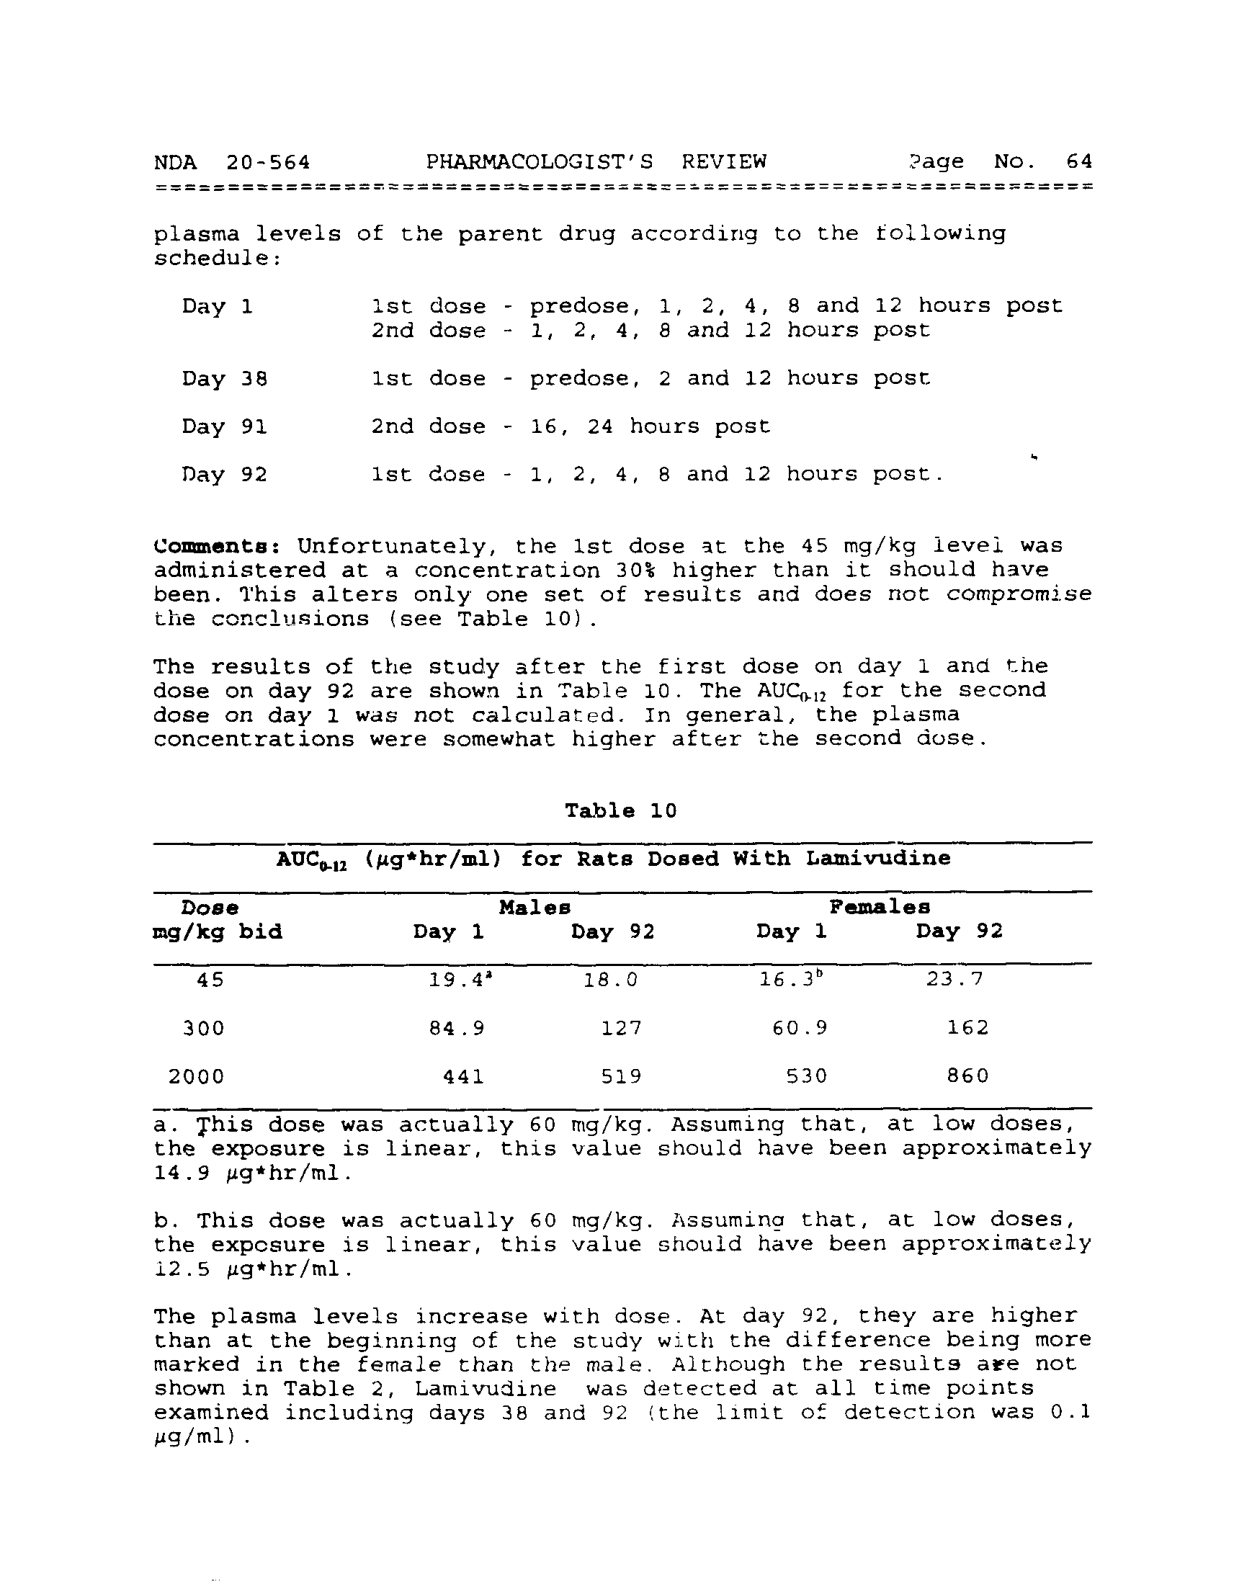 NDA 20-564 PHARMACOLOGIST'S REVIEW Page No. 64
=================================================================
plasma levels of the parent drug according to the following
schedule:
Day 1 1st dose - predose, 1, 2, 4, 8 and 12 hours post
2nd dose - 1, 2, 4, 8 and 12 hours post
Day 38 1st dose - predose, 2 and 12 hours post
Day 91 2nd dose - 16, 24 hours post
Day 92 1st dose - 1, 2, 4, 8 and 12 hours post.
Comments: Unfortunately, the 1st dose at the 45 mg/kg level was
administered at a concentration 30% higher than it should have
been. This alters only one set of results and does not compromise
the conclusions (see Table 10).
The results of the study after the first dose on day 1 and the
dose on day 92 are shown in Table 10. The AUC0-12 for the second
dose on day 1 was not calculated. In general, the plasma
concentrations were somewhat higher after the second dose.
Table 10
AUC0-12 (µg*hr/ml) for Rats Dosed With Lamivudine
Dose Males Females
mg/kg bid Day 1 Day 92 Day 1 Day 92
45 19.4a 18.0 16.3b 23.7
300 84.9 127 60.9 162
2000 441 519 530 860
a. This dose was actually 60 mg/kg. Assuming that, at low doses,
the exposure is linear, this value should have been approximately
14.9 µg*hr/ml.
b. This dose was actually 60 mg/kg. Assuming that, at low doses,
the exposure is linear, this value should have been approximately
12.5 µg*hr/ml.
The plasma levels increase with dose. At day 92, they are higher
than at the beginning of the study with the difference being more
marked in the female than the male. Although the results are not
shown in Table 2, Lamivudine was detected at all time points
examined including days 38 and 92 (the limit of detection was 0.1
µg/ml).